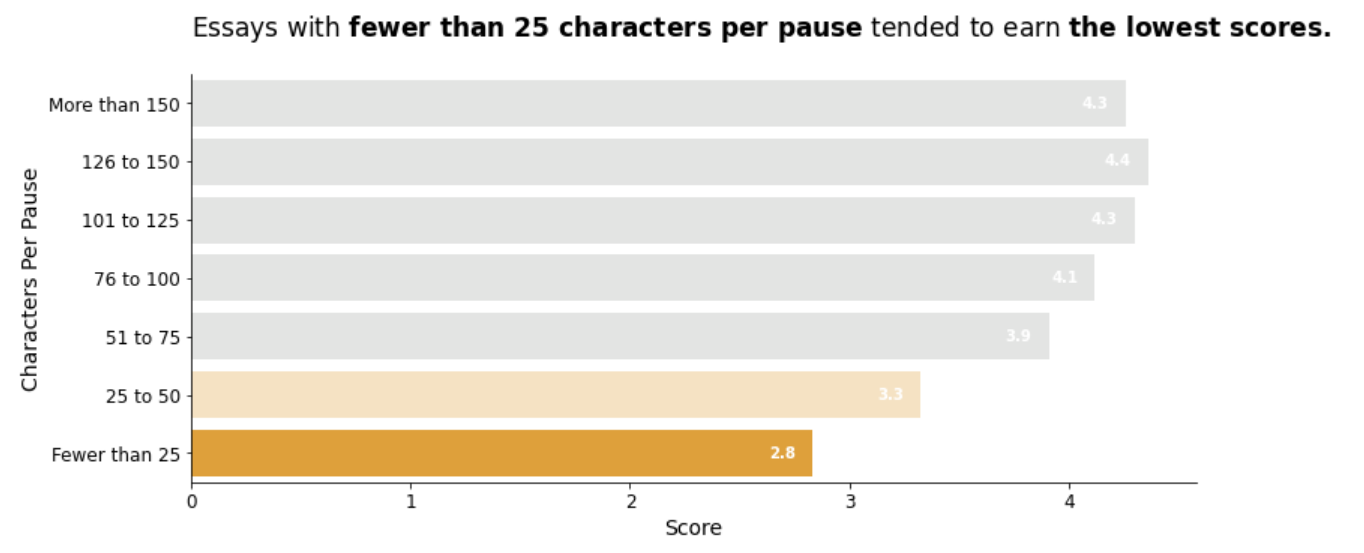 Essays with fewer than 25 characters per pause tended to earn the lowest scores.
More than 150
4.3
126 to 150
4.4
101 to 125
4.3
76 to 100
4.1
51 to 75
3.9
25 to 50
3.3
Fewer than 25
2.8
Characters Per Pause
0 1 2 3 4
Score